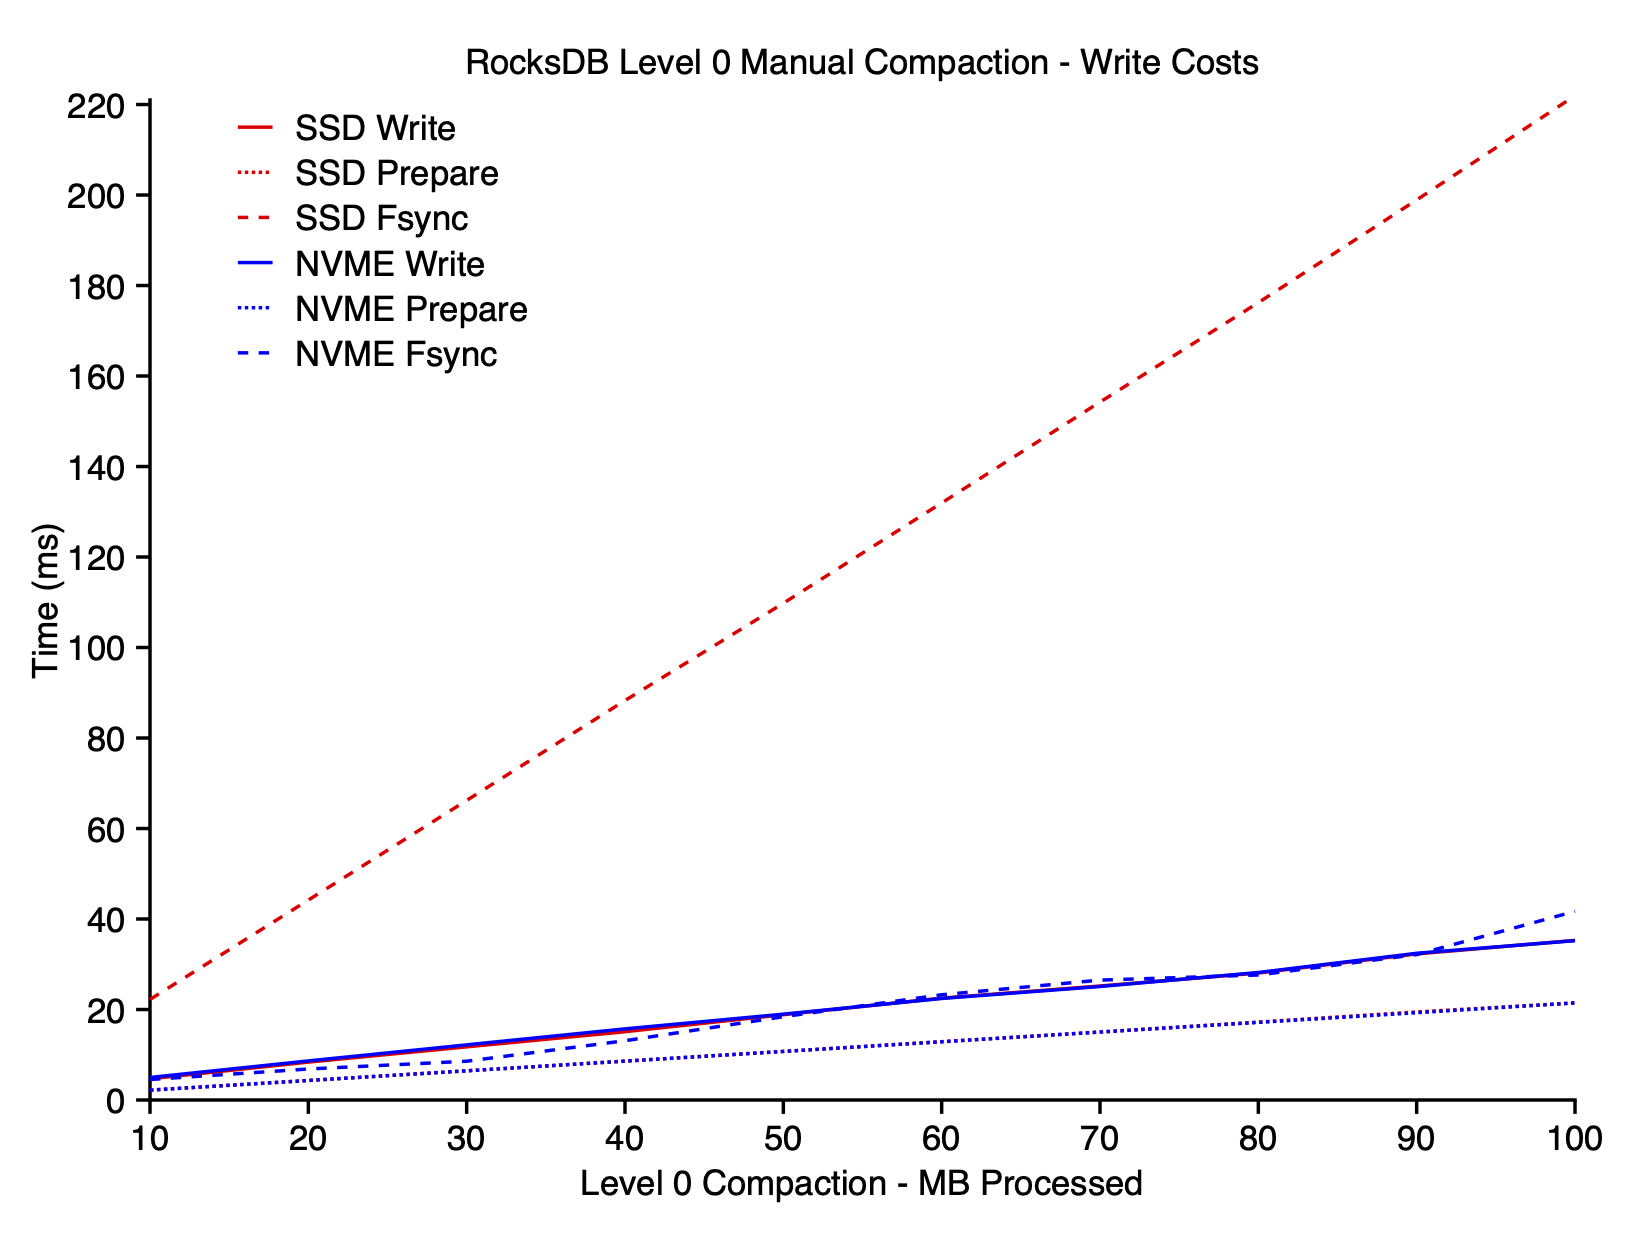 RocksDB Level 0 Manual Compaction - Write Costs
220
200
180
160
140
120
100
80
60
40
20
0
Time (ms)
SSD Write
SSD Prepare
SSD Fsync
NVME Write
NVME Prepare
NVME Fsync
10 20 30 40 50 60 70 80 90 100
Level 0 Compaction - MB Processed